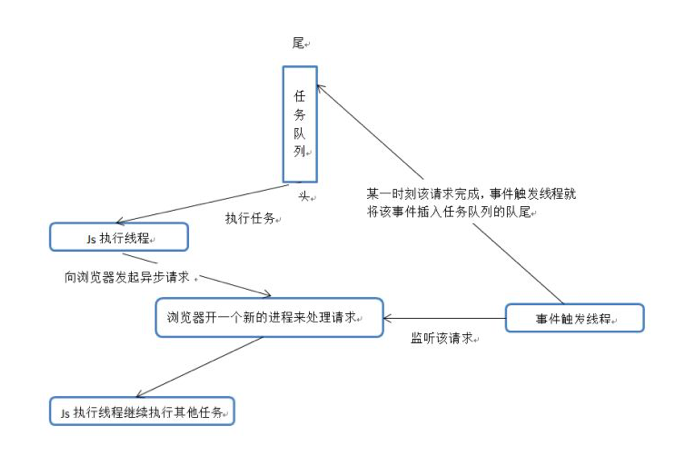 尾
任
务
队
列
头
某一时刻该请求完成，事件触发线程就
将该事件插入任务队列的队尾
执行任务
Js 执行线程
向浏览器发起异步请求 。
浏览器开一个新的进程来处理请求
事件触发线程
监听该请求
Js 执行线程继续执行其他任务